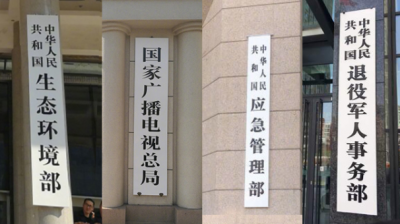 中华人民
共和国
生态环境部
国家广播电视总局
中华人民
共和国
应急管理部
中华人民
共和国
退役军人事务部